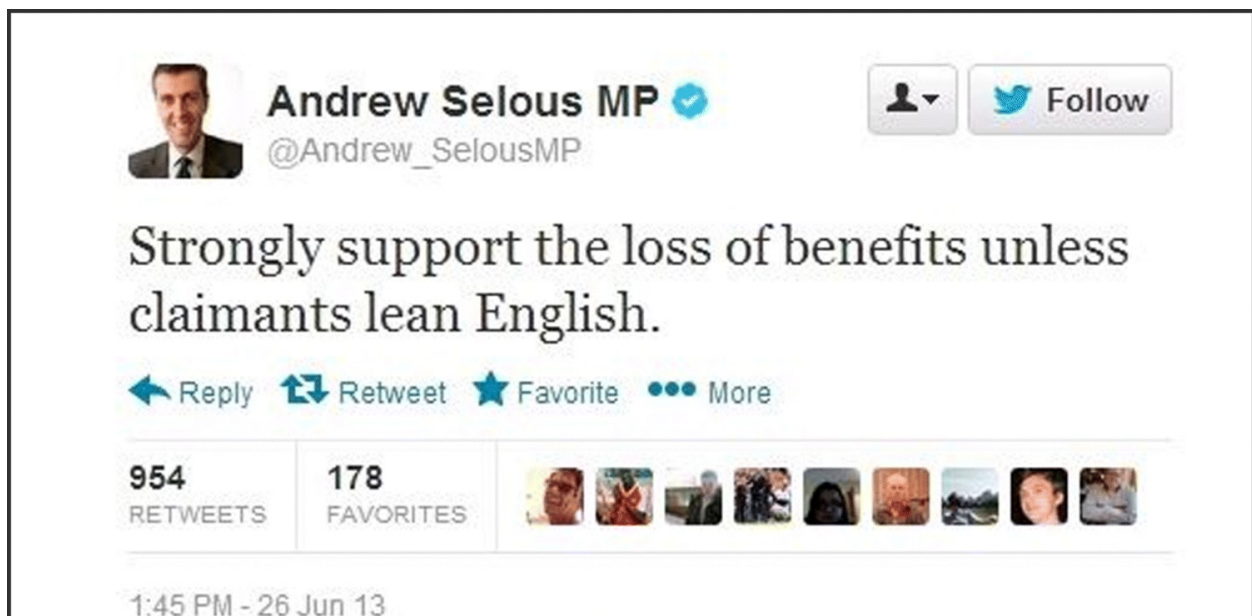 Andrew Selous MP
@Andrew_SelousMP
Follow
Strongly support the loss of benefits unless
claimants lean English.
Reply Retweet Favorite More
954 178
RETWEETS FAVORITES
1:45 PM - 26 Jun 13